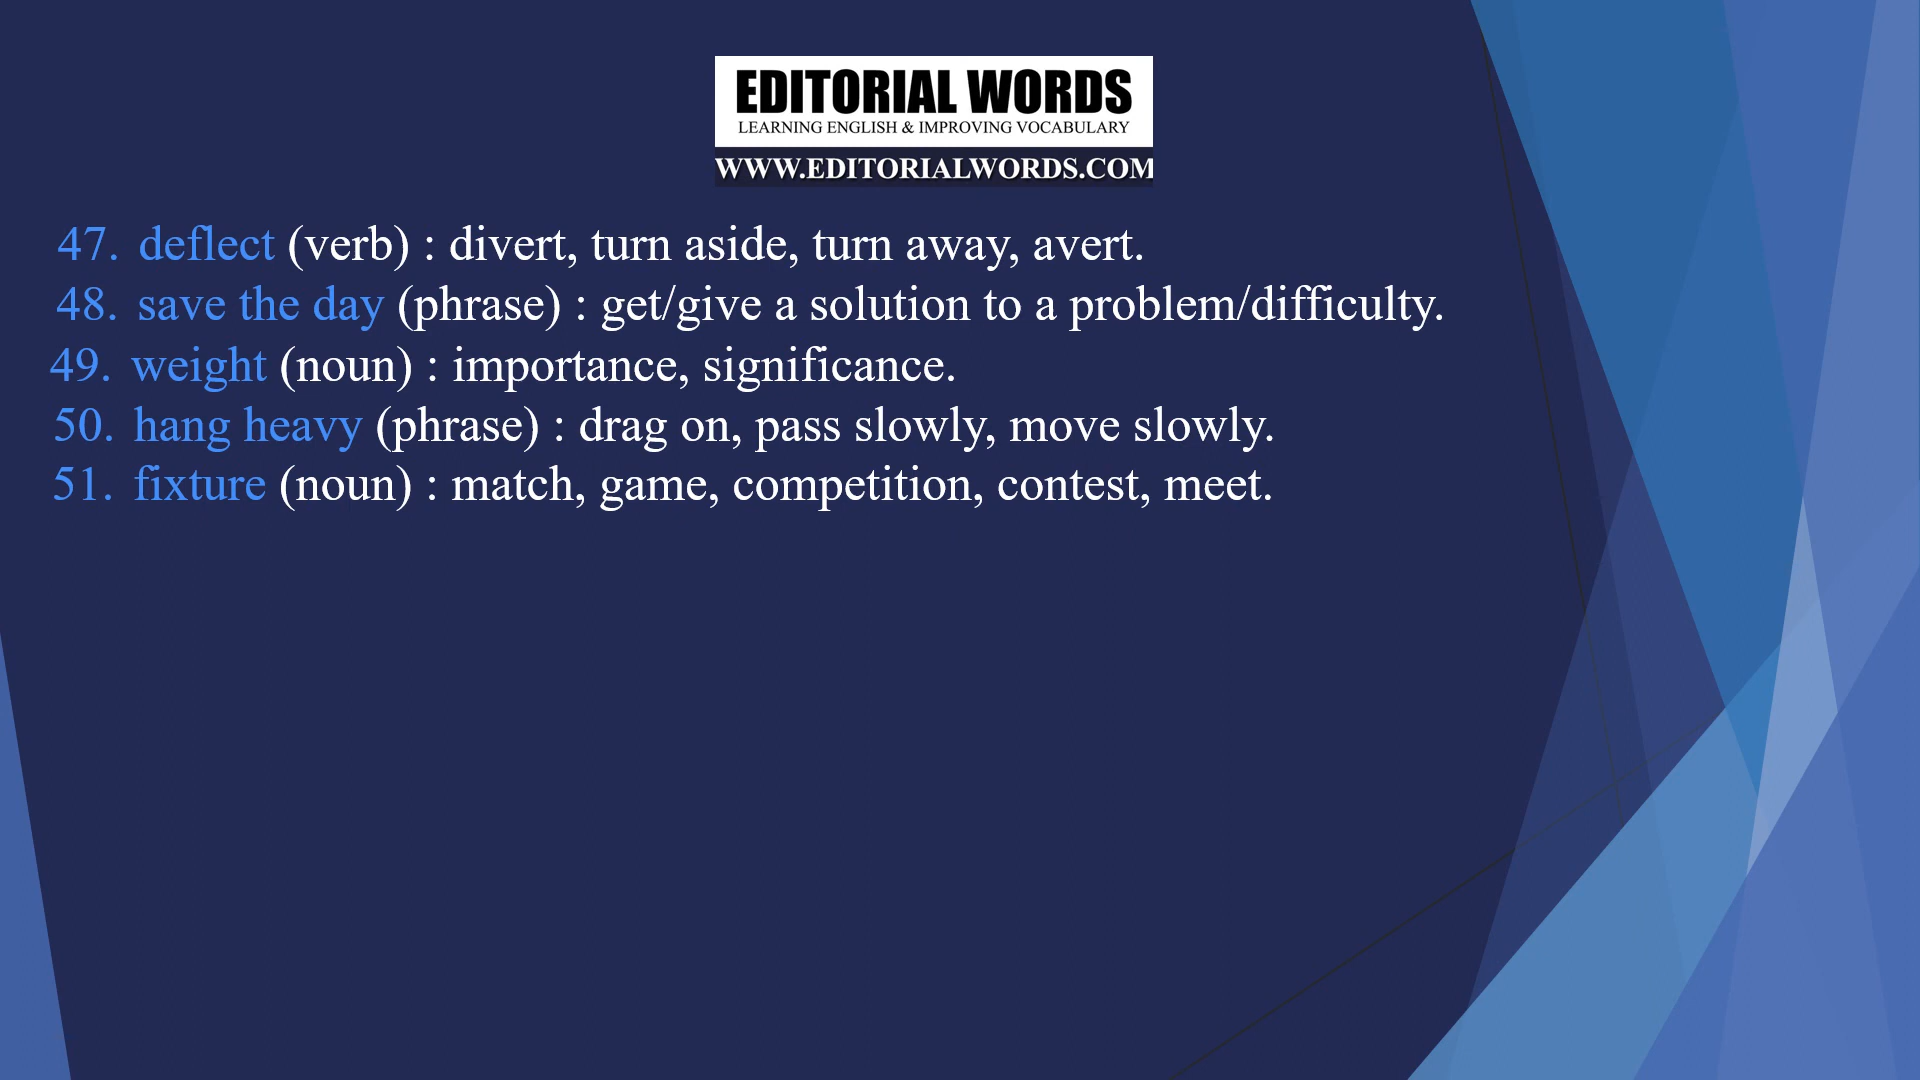 EDITORIAL WORDS
LEARNING ENGLISH & IMPROVING VOCABULARY
WWW.EDITORIALWORDS.COM
47. deflect (verb) : divert, turn aside, turn away, avert.
48. save the day (phrase) : get/give a solution to a problem/difficulty.
49. weight (noun) : importance, significance.
50. hang heavy (phrase) : drag on, pass slowly, move slowly.
51. fixture (noun) : match, game, competition, contest, meet.